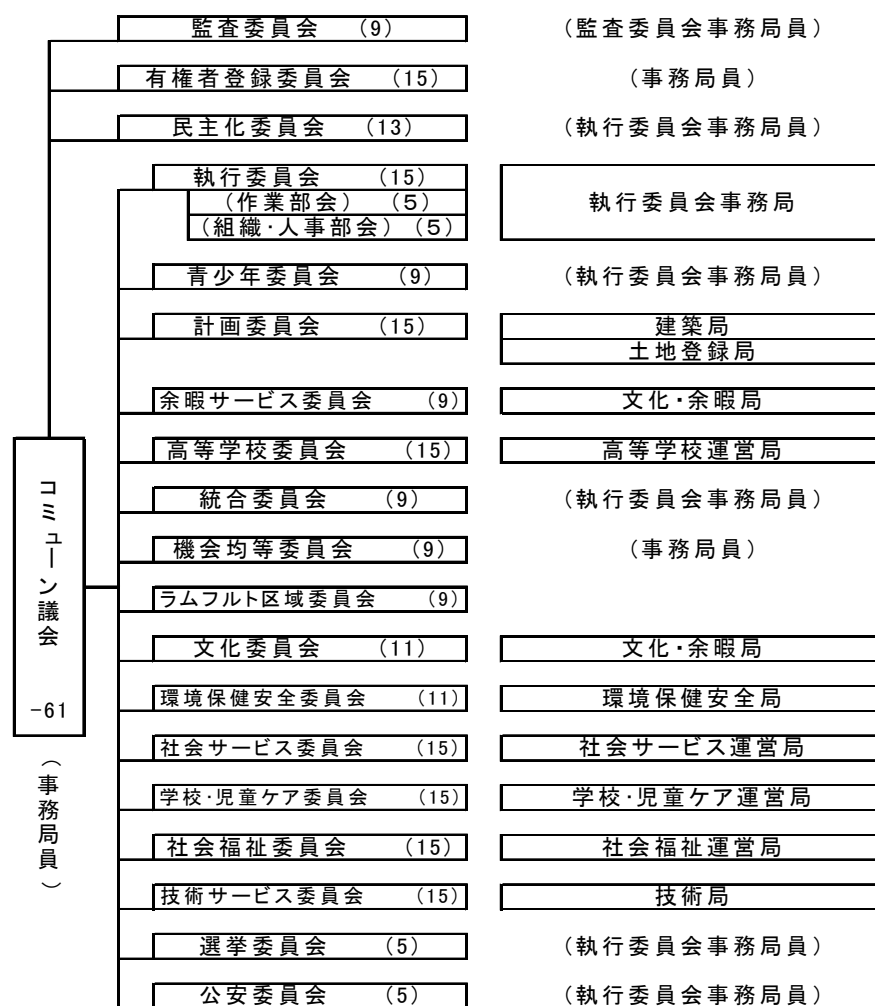 監査委員会 (9) (監査委員会事務局員)
有権者登録委員会 (15) (事務局員)
民主化委員会 (13) (執行委員会事務局員)
執行委員会 (15)
(作業部会) (5) 執行委員会事務局
(組織・人事部会) (5)
青少年委員会 (9) (執行委員会事務局員)
計画委員会 (15) 建築局
土地登録局
余暇サービス委員会 (9) 文化・余暇局
高等学校委員会 (15) 高等学校運営局
統合委員会 (9) (執行委員会事務局員)
機会均等委員会 (9) (事務局員)
ラムフルト区域委員会 (9)
文化委員会 (11) 文化・余暇局
環境保健安全委員会 (11) 環境保健安全局
社会サービス委員会 (15) 社会サービス運営局
学校・児童ケア委員会 (15) 学校・児童ケア運営局
社会福祉委員会 (15) 社会福祉運営局
技術サービス委員会 (15) 技術局
選挙委員会 (5) (執行委員会事務局員)
公安委員会 (5) (執行委員会事務局員)
コミューン議会
-61
(事務局員)